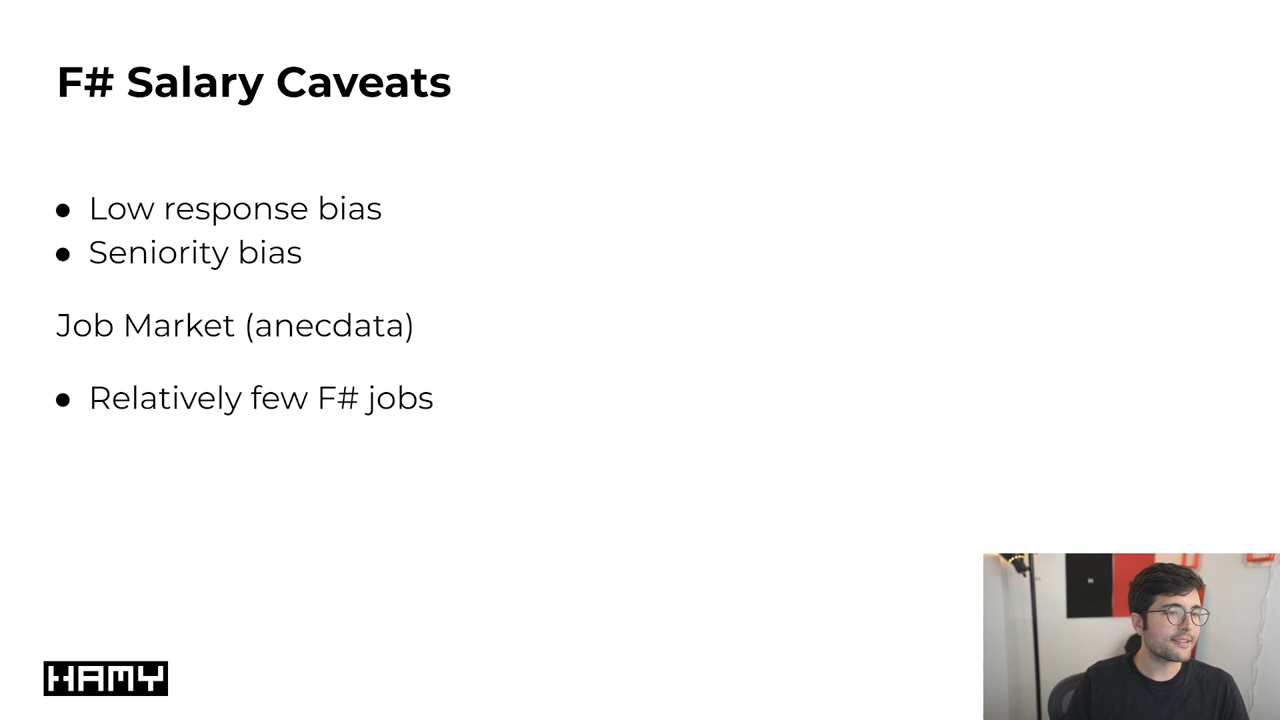 F# Salary Caveats
● Low response bias
● Seniority bias
Job Market (anecdata)
● Relatively few F# jobs
HAMY